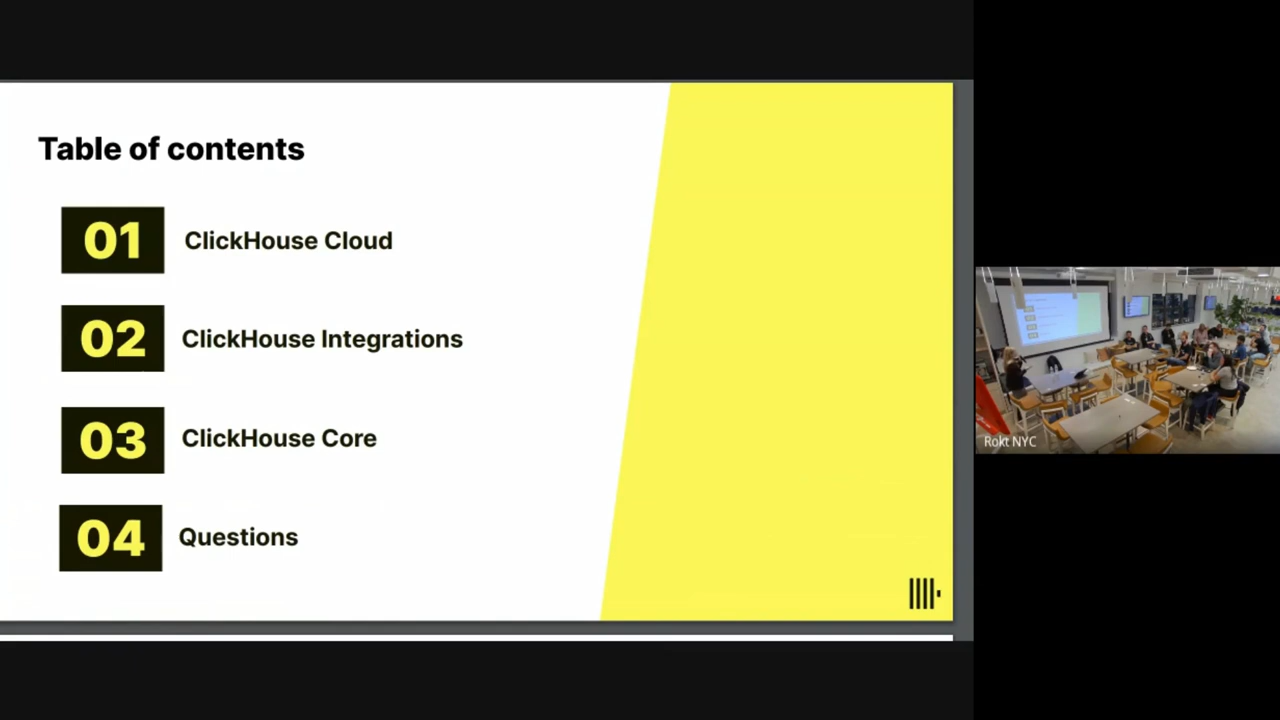 Table of contents
01 ClickHouse Cloud
02 ClickHouse Integrations
03 ClickHouse Core
04 Questions
Rokt NYC